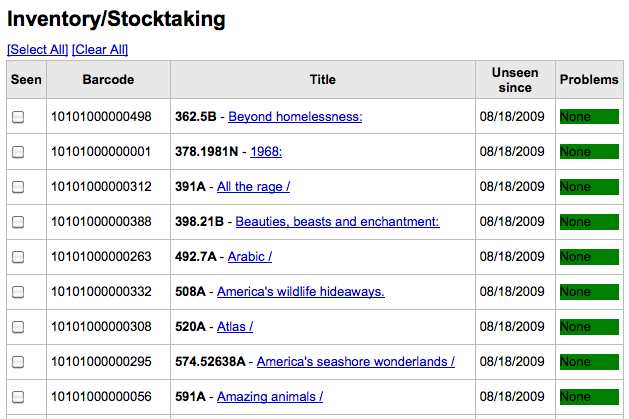 Inventory/Stocktaking
[Select All] [Clear All]
Seen Barcode Title Unseen since Problems
10101000000498 362.5B - Beyond homelessness: 08/18/2009 None
10101000000001 378.1981N - 1968: 08/18/2009 None
10101000000312 391A - All the rage / 08/18/2009 None
10101000000388 398.21B - Beauties, beasts and enchantment: 08/18/2009 None
10101000000263 492.7A - Arabic / 08/18/2009 None
10101000000332 508A - America's wildlife hideaways. 08/18/2009 None
10101000000308 520A - Atlas / 08/18/2009 None
10101000000295 574.52638A - America's seashore wonderlands / 08/18/2009 None
10101000000056 591A - Amazing animals / 08/18/2009 None